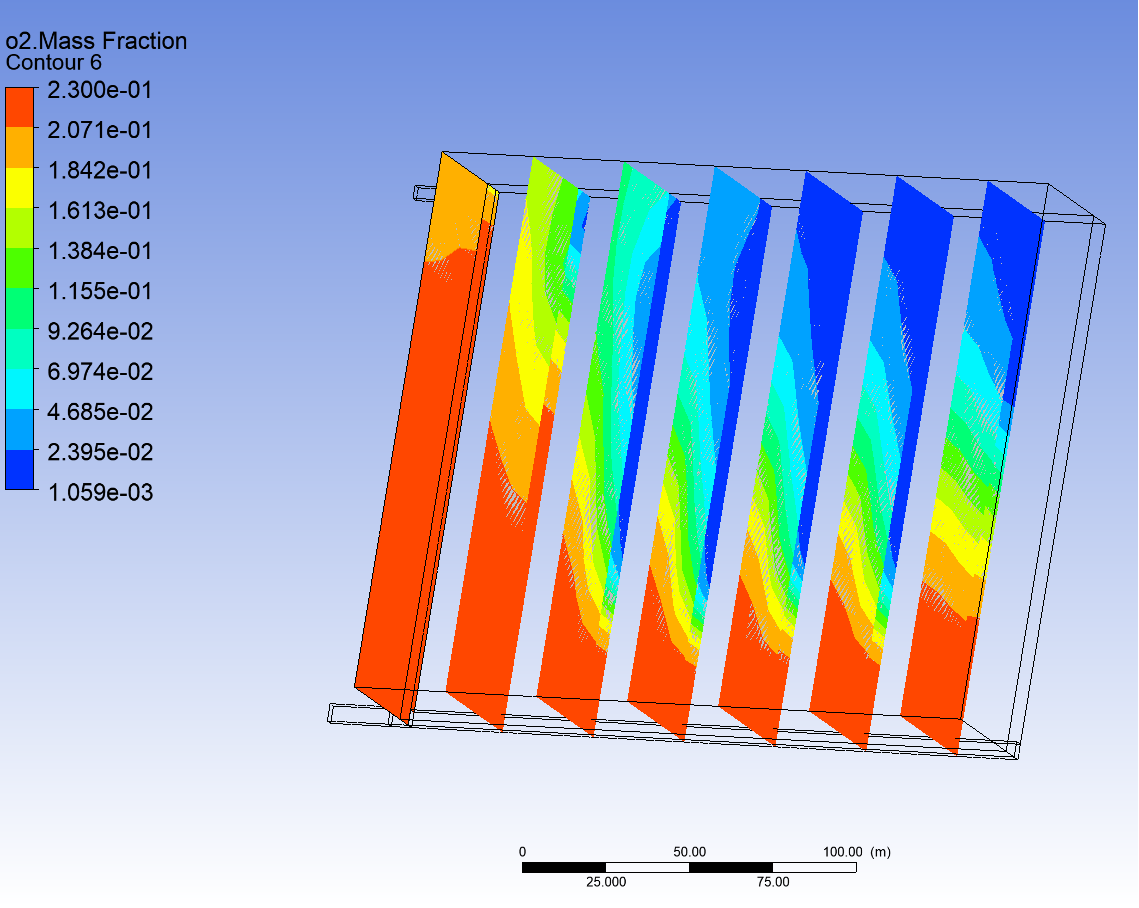 o2.Mass Fraction
Contour 6
2.300e-01
2.071e-01
1.842e-01
1.613e-01
1.384e-01
1.155e-01
9.264e-02
6.974e-02
4.685e-02
2.395e-02
1.059e-03
0 50.00 100.00 (m)
25.000 75.00